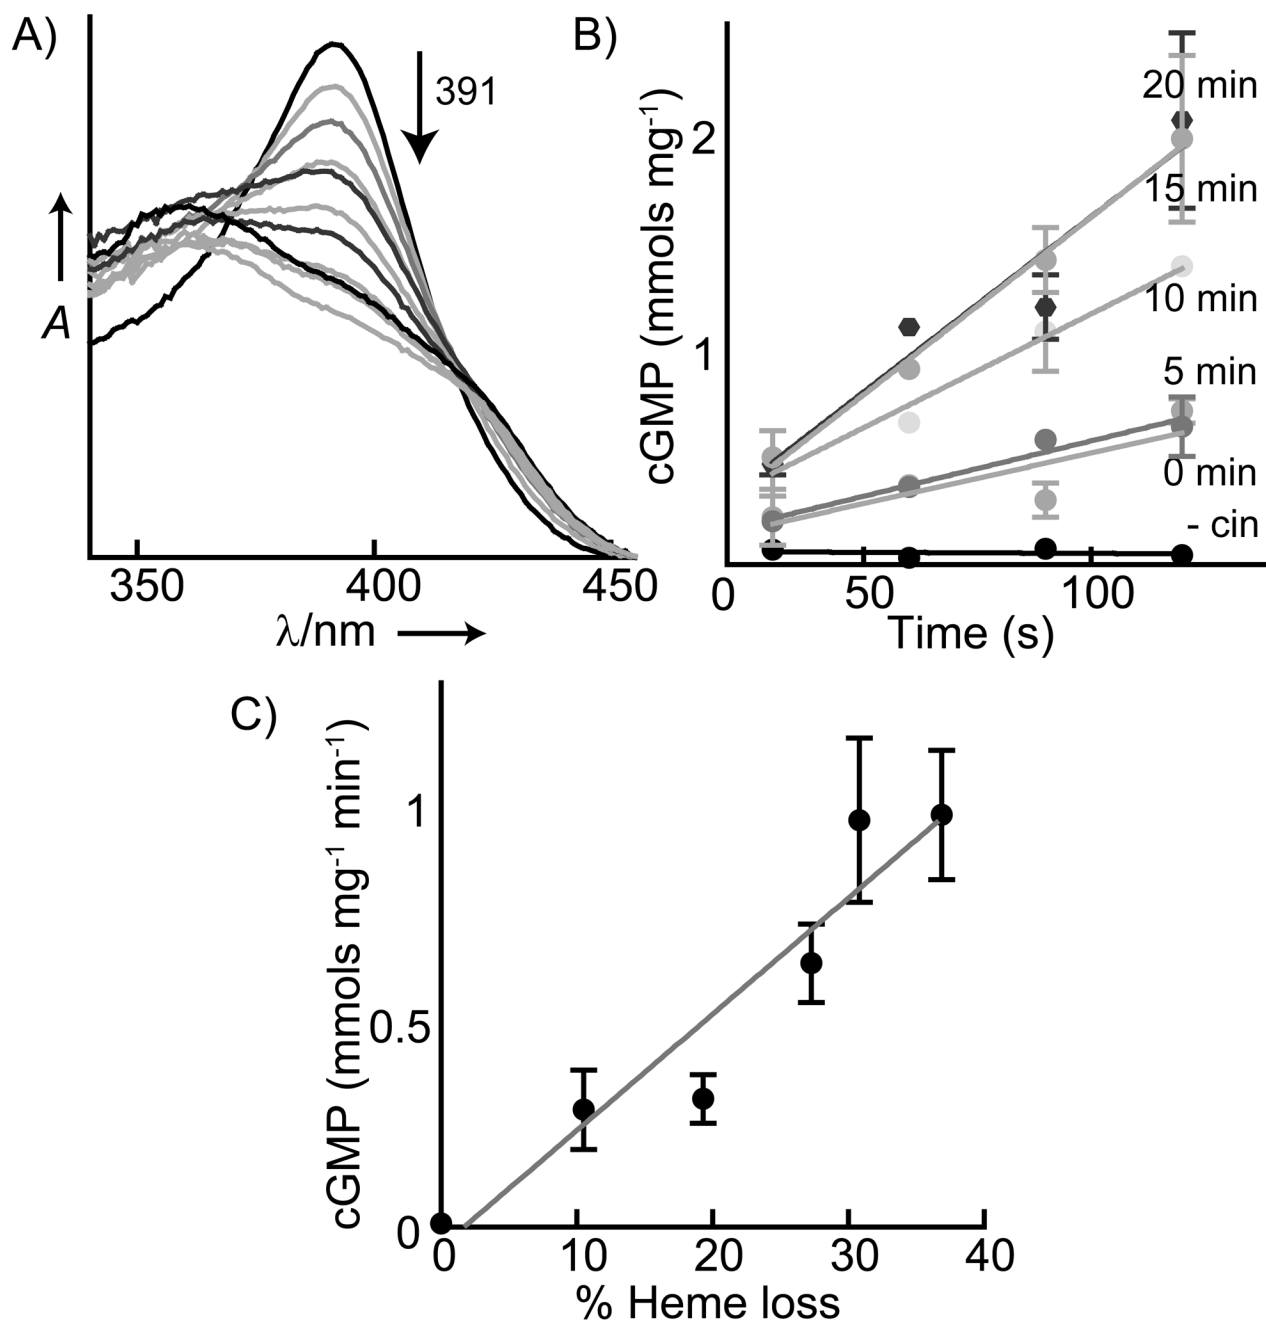 A)
391
A
350 400 450
λ/nm
B)
cGMP (mmols mg⁻¹)
2
1
20 min
15 min
10 min
5 min
0 min
- cin
0 50 100
Time (s)
C)
cGMP (mmols mg⁻¹ min⁻¹)
1
0.5
0
0 10 20 30 40
% Heme loss